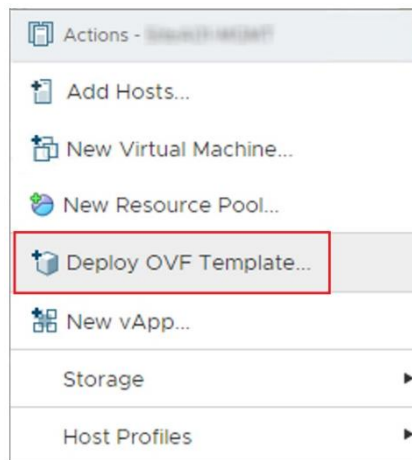 Actions -
Add Hosts...
New Virtual Machine...
New Resource Pool...
Deploy OVF Template...
New vApp...
Storage
Host Profiles